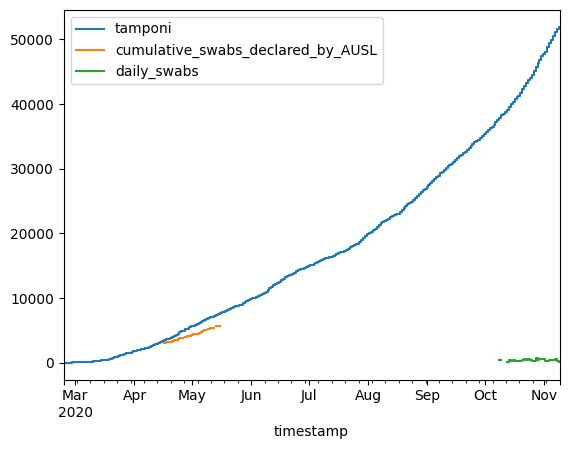 tamponi
cumulative_swabs_declared_by_AUSL
daily_swabs
50000
40000
30000
20000
10000
0
Mar Apr May Jun Jul Aug Sep Oct Nov
2020
timestamp